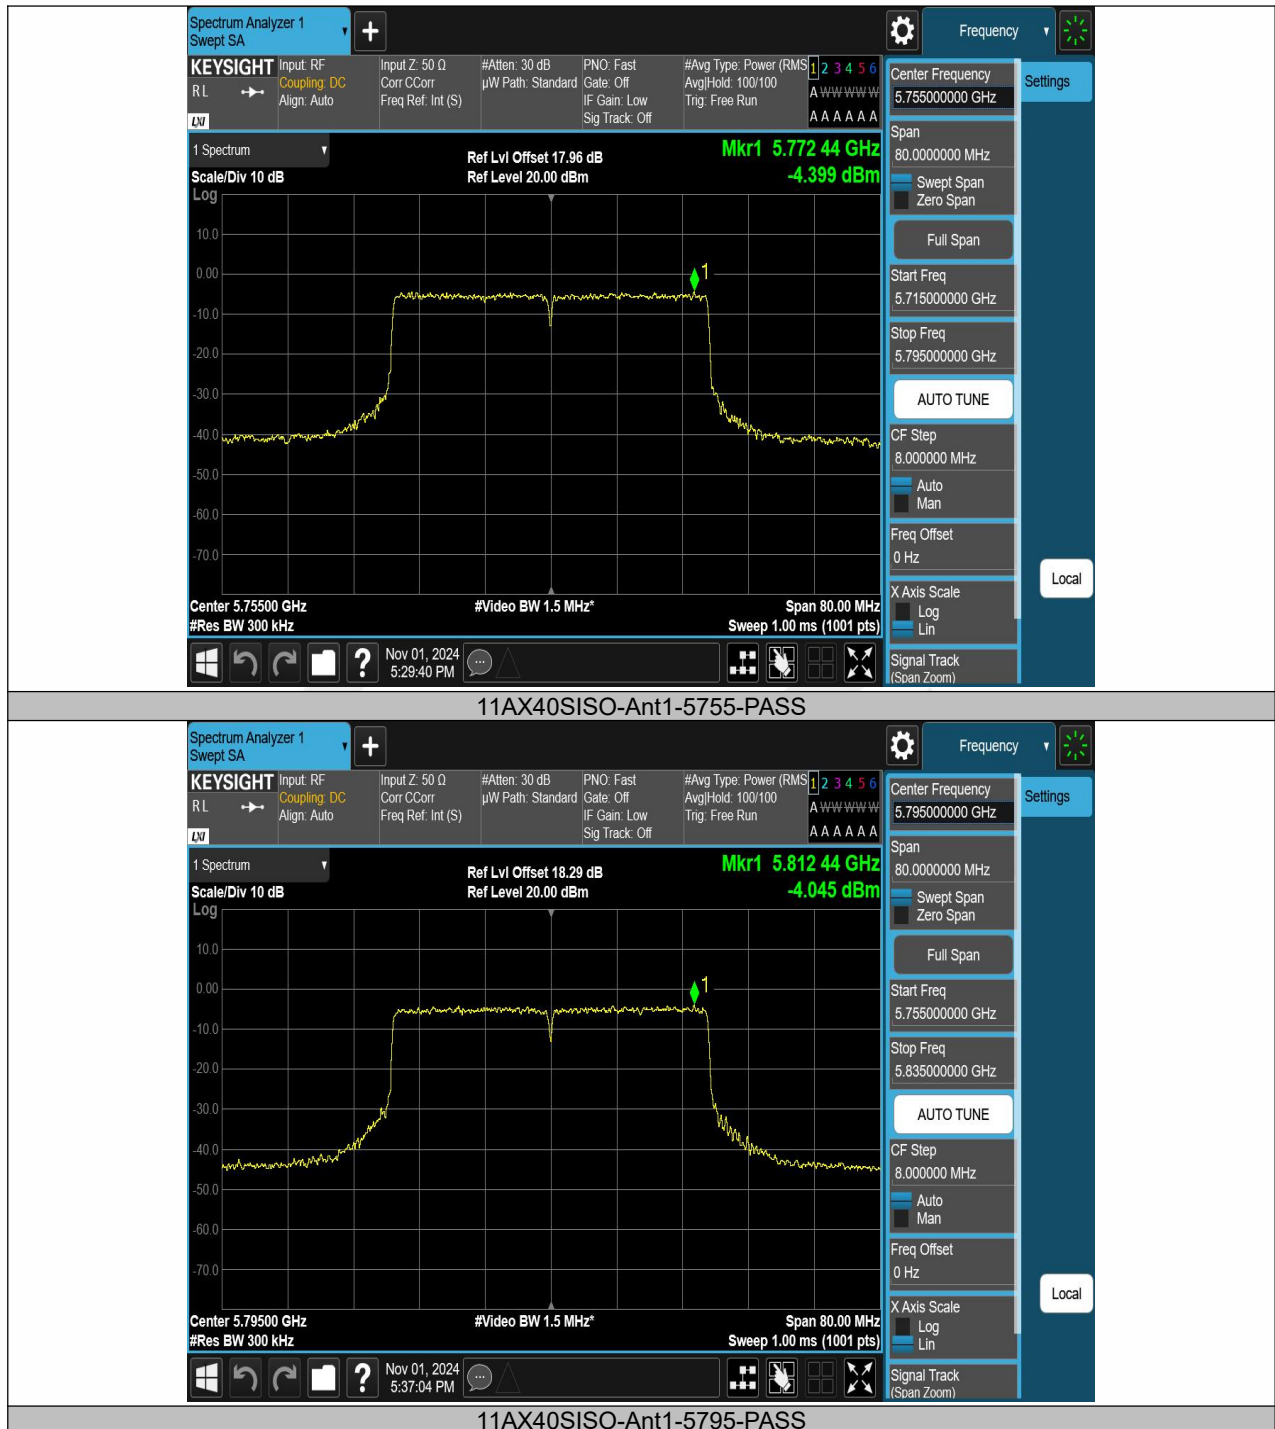 Spectrum Analyzer 1
Swept SA
Frequency
KEYSIGHT
R L
LXI
Input: RF
Coupling: DC
Align: Auto
Input Z: 50 Ω
Corr CCorr
Freq Ref: Int (S)
#Atten: 30 dB
µW Path: Standard
PNO: Fast
Gate: Off
IF Gain: Low
Sig Track: Off
#Avg Type: Power (RMS
Avg|Hold: 100/100
Trig: Free Run
1 2 3 4 5 6
A W W W W W
A A A A A A
Center Frequency
5.755000000 GHz
Settings
Span
80.0000000 MHz
Swept Span
Zero Span
Full Span
Start Freq
5.715000000 GHz
Stop Freq
5.795000000 GHz
AUTO TUNE
CF Step
8.000000 MHz
Auto
Man
Freq Offset
0 Hz
X Axis Scale
Log
Lin
Signal Track
(Span Zoom)
Local
1 Spectrum
Scale/Div 10 dB
Log
Ref Lvl Offset 17.96 dB
Ref Level 20.00 dBm
Mkr1 5.772 44 GHz
-4.399 dBm
1
10.0
0.00
-10.0
-20.0
-30.0
-40.0
-50.0
-60.0
-70.0
Center 5.75500 GHz
#Res BW 300 kHz
#Video BW 1.5 MHz*
Span 80.00 MHz
Sweep 1.00 ms (1001 pts)
?
Nov 01, 2024
5:29:40 PM
11AX40SISO-Ant1-5755-PASS
Spectrum Analyzer 1
Swept SA
Frequency
KEYSIGHT
R L
LXI
Input: RF
Coupling: DC
Align: Auto
Input Z: 50 Ω
Corr CCorr
Freq Ref: Int (S)
#Atten: 30 dB
µW Path: Standard
PNO: Fast
Gate: Off
IF Gain: Low
Sig Track: Off
#Avg Type: Power (RMS
Avg|Hold: 100/100
Trig: Free Run
1 2 3 4 5 6
A W W W W W
A A A A A A
Center Frequency
5.795000000 GHz
Settings
Span
80.0000000 MHz
Swept Span
Zero Span
Full Span
Start Freq
5.755000000 GHz
Stop Freq
5.835000000 GHz
AUTO TUNE
CF Step
8.000000 MHz
Auto
Man
Freq Offset
0 Hz
X Axis Scale
Log
Lin
Signal Track
(Span Zoom)
Local
1 Spectrum
Scale/Div 10 dB
Log
Ref Lvl Offset 18.29 dB
Ref Level 20.00 dBm
Mkr1 5.812 44 GHz
-4.045 dBm
1
10.0
0.00
-10.0
-20.0
-30.0
-40.0
-50.0
-60.0
-70.0
Center 5.79500 GHz
#Res BW 300 kHz
#Video BW 1.5 MHz*
Span 80.00 MHz
Sweep 1.00 ms (1001 pts)
?
Nov 01, 2024
5:37:04 PM
11AX40SISO-Ant1-5795-PASS